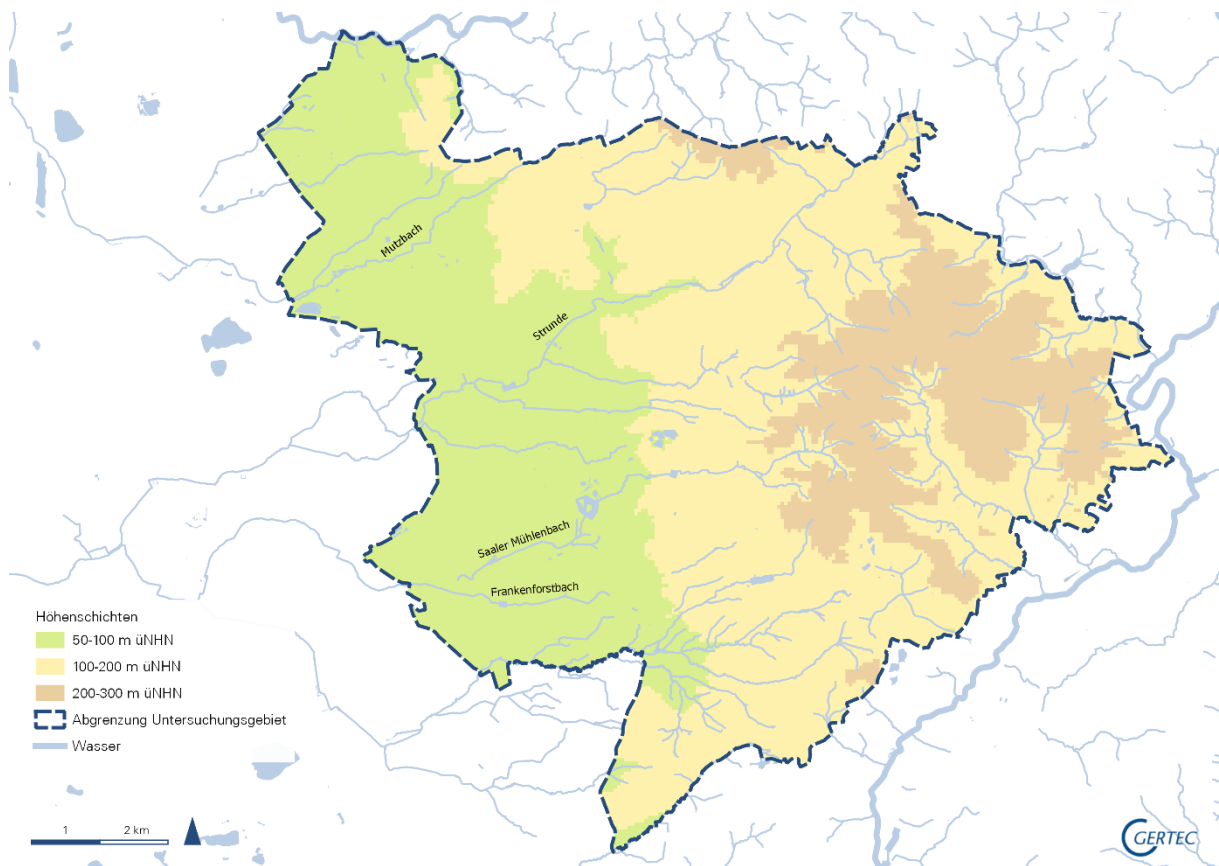 Mutzbach
Strunde
Saaler Mühlenbach
Frankenforstbach
Höhenschichten
50-100 m üNHN
100-200 m üNHN
200-300 m üNHN
Abgrenzung Untersuchungsgebiet
Wasser
1 2 km
GERTEC